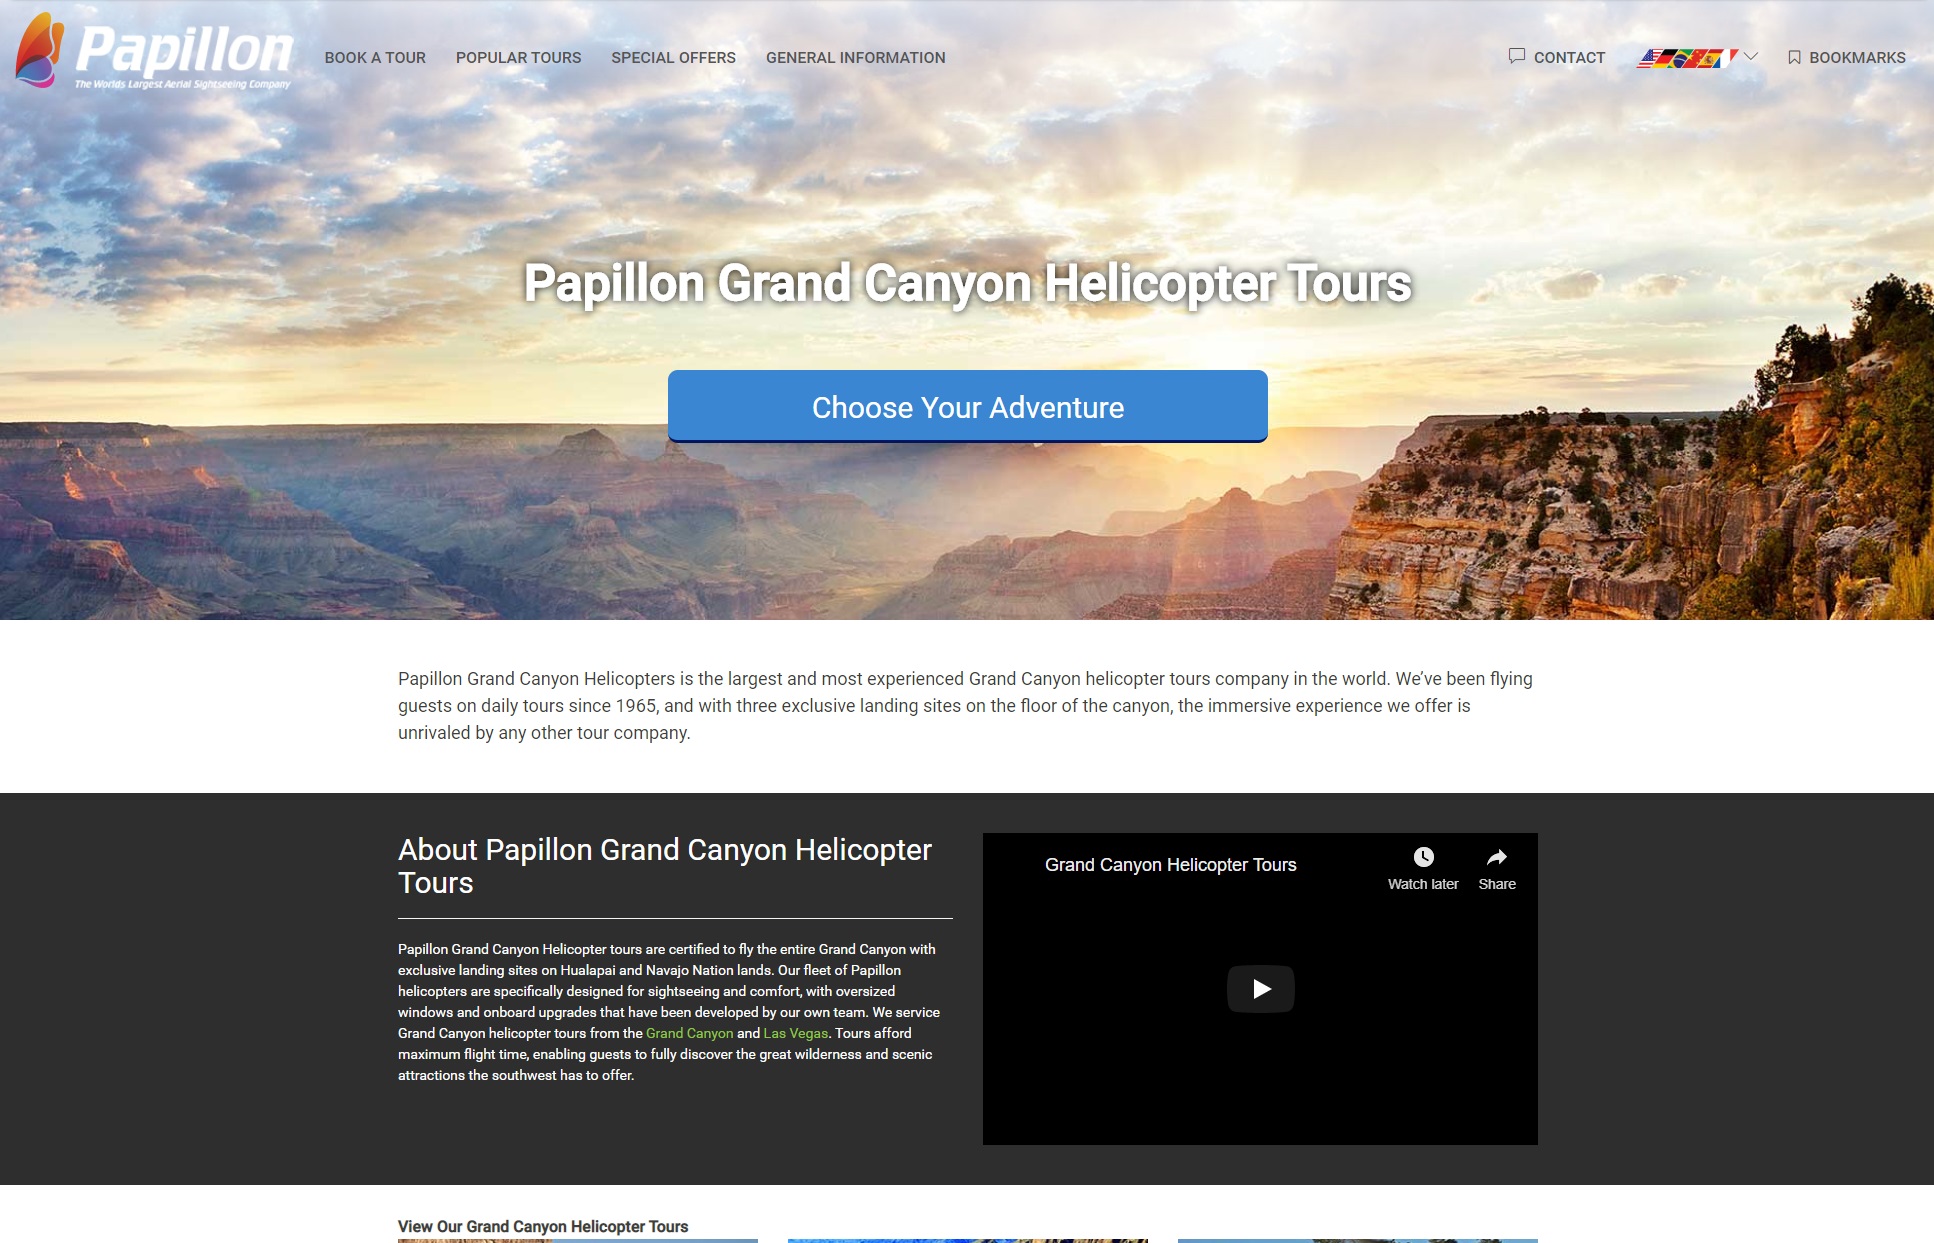 Papillon
The Worlds Largest Aerial Sightseeing Company
BOOK A TOUR
POPULAR TOURS
SPECIAL OFFERS
GENERAL INFORMATION
CONTACT
BOOKMARKS
Papillon Grand Canyon Helicopter Tours
Choose Your Adventure
Papillon Grand Canyon Helicopters is the largest and most experienced Grand Canyon helicopter tours company in the world. We’ve been flying
guests on daily tours since 1965, and with three exclusive landing sites on the floor of the canyon, the immersive experience we offer is
unrivaled by any other tour company.
About Papillon Grand Canyon Helicopter
Tours
Papillon Grand Canyon Helicopter tours are certified to fly the entire Grand Canyon with
exclusive landing sites on Hualapai and Navajo Nation lands. Our fleet of Papillon
helicopters are specifically designed for sightseeing and comfort, with oversized
windows and onboard upgrades that have been developed by our own team. We service
Grand Canyon helicopter tours from the Grand Canyon and Las Vegas. Tours afford
maximum flight time, enabling guests to fully discover the great wilderness and scenic
attractions the southwest has to offer.
Grand Canyon Helicopter Tours
Watch later
Share
View Our Grand Canyon Helicopter Tours